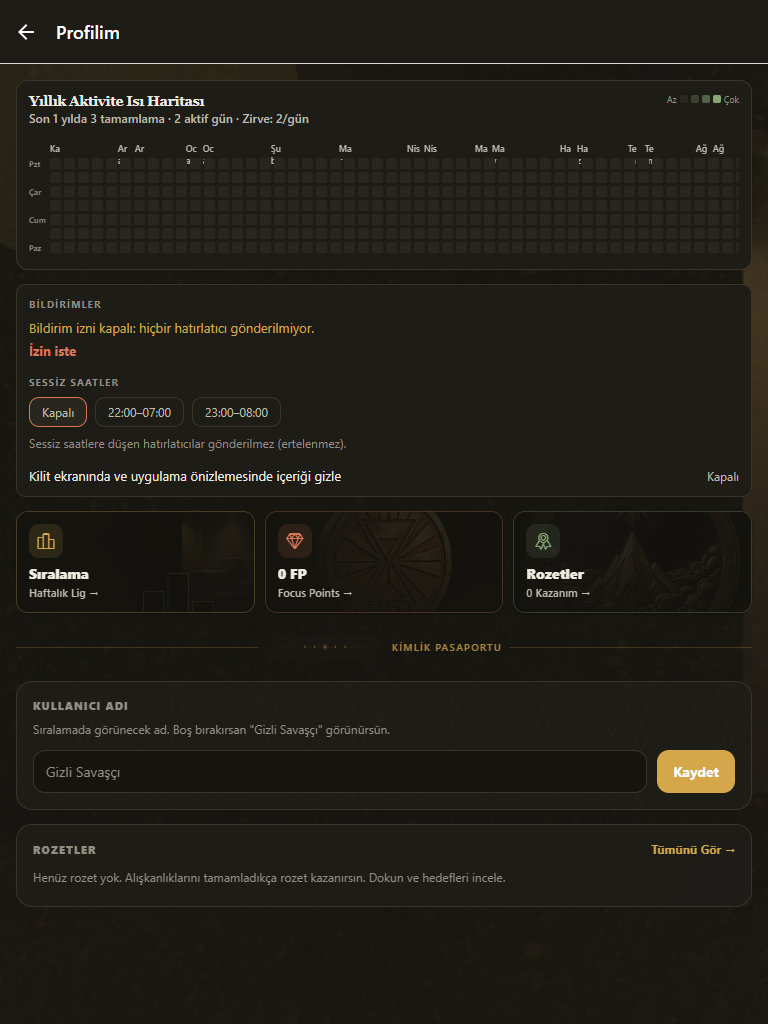 Profilim
Yıllık Aktivite Isı Haritası
Az Çok
Son 1 yılda 3 tamamlama · 2 aktif gün · Zirve: 2/gün
Ka Ar Ar Oc Oc Şu Ma Nis Nis Ma Ma Ha Ha Te Te Ağ Ağ
Pzt
Çar
Cum
Paz
BİLDİRİMLER
Bildirim izni kapalı: hiçbir hatırlatıcı gönderilmiyor.
İzin iste
SESSİZ SAATLER
Kapalı 22:00–07:00 23:00–08:00
Sessiz saatlere düşen hatırlatıcılar gönderilmez (ertelenmez).
Kilit ekranında ve uygulama önizlemesinde içeriği gizle Kapalı
Sıralama
Haftalık Lig →
0 FP
Focus Points →
Rozetler
0 Kazanım →
KİMLİK PASAPORTU
KULLANICI ADI
Sıralamada görünecek ad. Boş bırakırsan "Gizli Savaşçı" görünürsün.
Gizli Savaşçı Kaydet
ROZETLER Tümünü Gör →
Henüz rozet yok. Alışkanlıklarını tamamladıkça rozet kazanırsın. Dokun ve hedefleri incele.